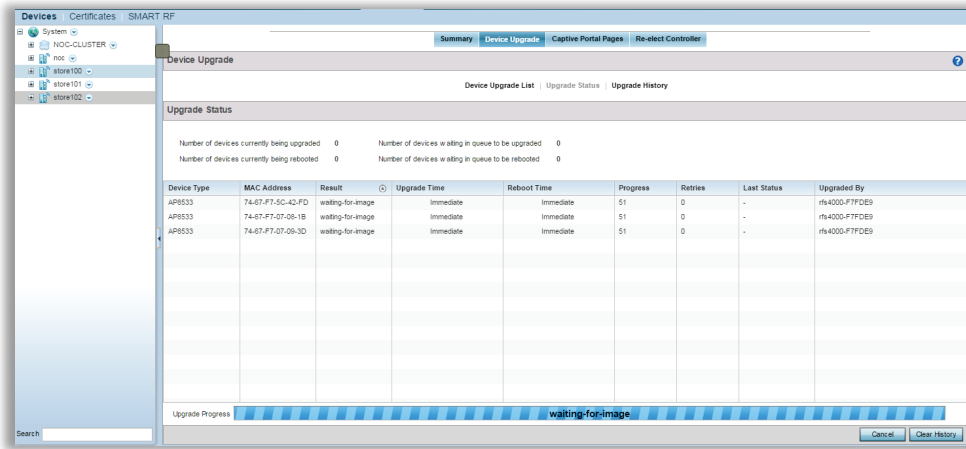 Devices | Certificates | SMART RF
System
NOC-CLUSTER
noc
store100
store101
store102
Search
Summary Device Upgrade Captive Portal Pages Re-elect Controller
Device Upgrade ?
Device Upgrade List | Upgrade Status | Upgrade History
Upgrade Status
Number of devices currently being upgraded 0 Number of devices waiting in queue to be upgraded 0
Number of devices currently being rebooted 0 Number of devices waiting in queue to be rebooted 0
Device Type MAC Address Result Upgrade Time Reboot Time Progress Retries Last Status Upgraded By
AP8533 74-67-F7-5C-42-FD waiting-for-image Immediate Immediate 51 0 - rfs4000-F7FDE9
AP8533 74-67-F7-07-08-1B waiting-for-image Immediate Immediate 51 0 - rfs4000-F7FDE9
AP8533 74-67-F7-07-09-3D waiting-for-image Immediate Immediate 51 0 - rfs4000-F7FDE9
Upgrade Progress waiting-for-image
Cancel Clear History